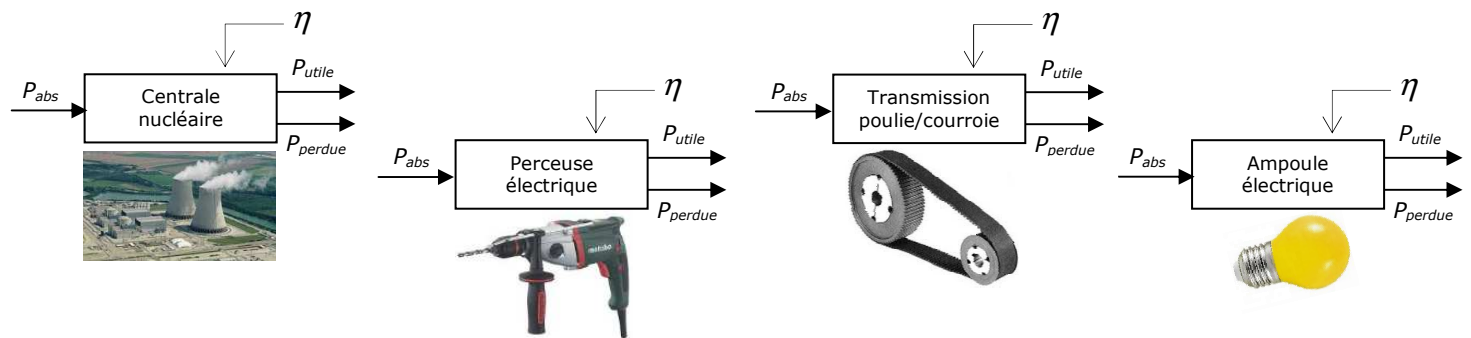 η
P_utile
P_abs
Centrale
nucléaire
P_perdue
η
P_utile
P_abs
Perceuse
électrique
P_perdue
metabo
η
P_utile
P_abs
Transmission
poulie/courroie
P_perdue
η
P_utile
P_abs
Ampoule
électrique
P_perdue